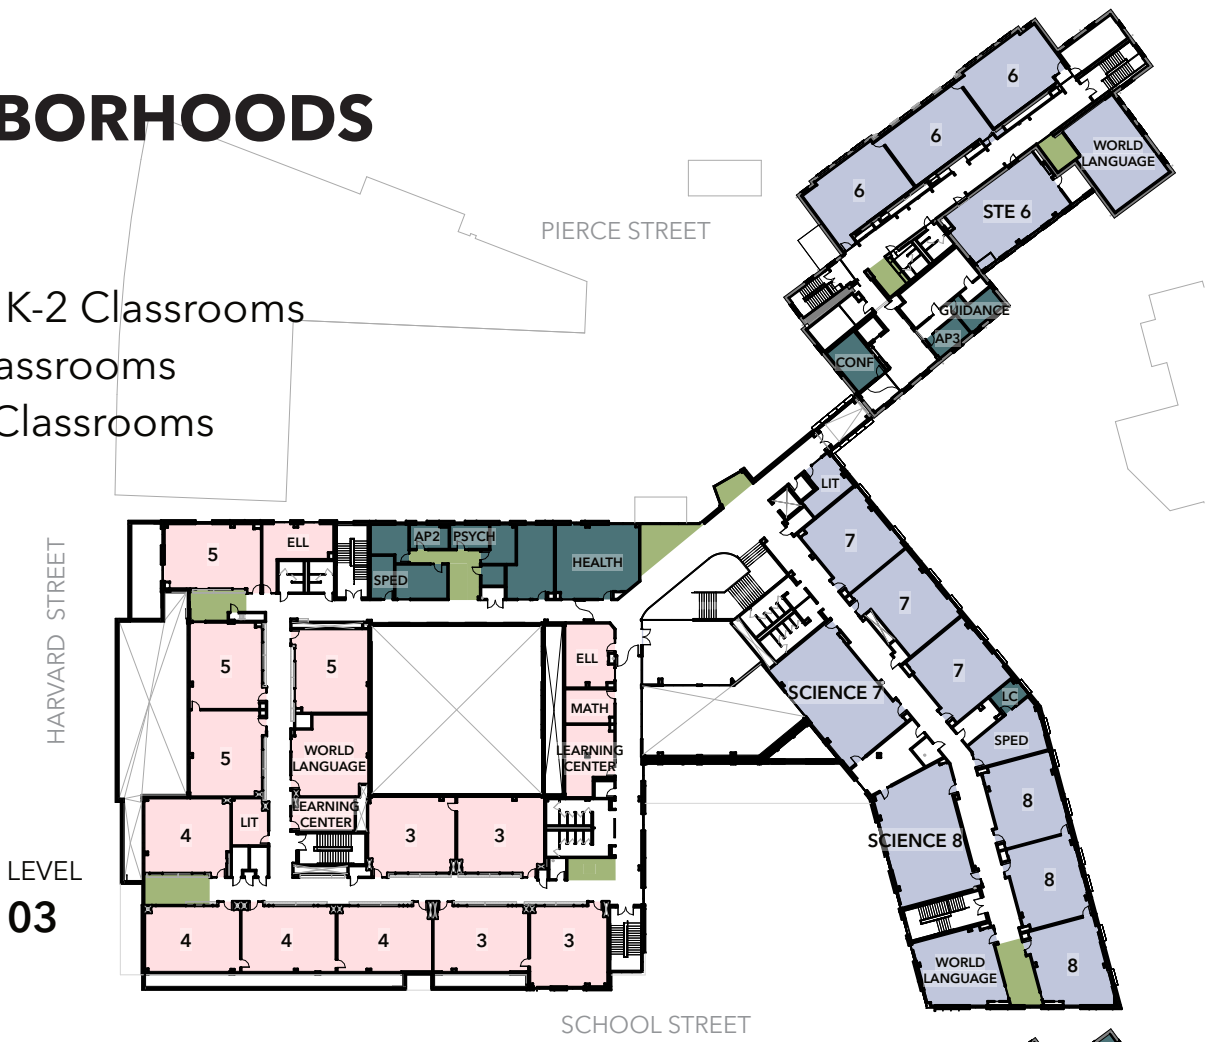 BORHOODS
K-2 Classrooms
assrooms
Classrooms
PIERCE STREET
HARVARD STREET
SCHOOL STREET
LEVEL
03
6
6
6
WORLD
LANGUAGE
STE 6
GUIDANCE
AP3
CONF
LIT
7
7
7
SCIENCE 7
LC
SPED
8
SCIENCE 8
8
8
WORLD
LANGUAGE
5
ELL
AP2
PSYCH
SPED
HEALTH
5
5
ELL
MATH
LEARNING
CENTER
5
WORLD
LANGUAGE
LEARNING
CENTER
4
LIT
3
3
4
4
4
3
3